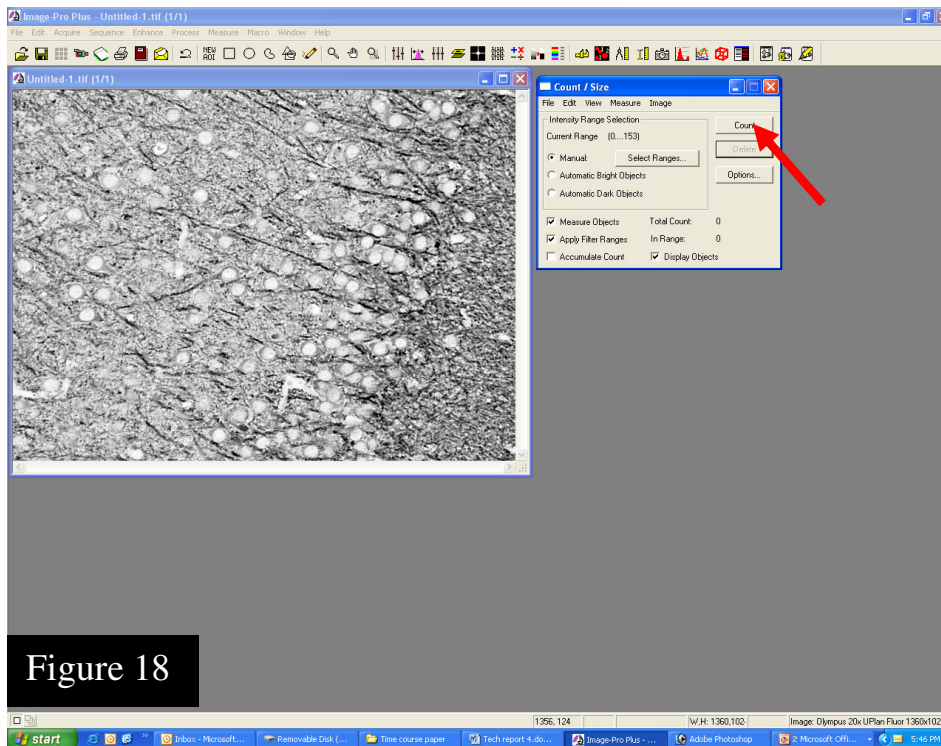 Image-Pro Plus - Untitled-1.tif (1/1)
File Edit Acquire Sequence Enhance Process Measure Macro Window Help
NEW
ROI
Untitled-1.tif (1/1)
Count / Size
File Edit View Measure Image
Intensity Range Selection
Current Range (0....153)
Manual:
Select Ranges...
Automatic Bright Objects
Automatic Dark Objects
Count
Delete
Options...
Measure Objects Total Count: 0
Apply Filter Ranges In Range: 0
Accumulate Count Display Objects
Figure 18
1356, 124 W,H: 1360,102- Image: Olympus 20x UPlan Fluor 1360x102
start Inbox - Microsoft... Removable Disk (... Time course paper Tech report 4.do... Image-Pro Plus - ... Adobe Photoshop 2 Microsoft Offi... 5:46 PM